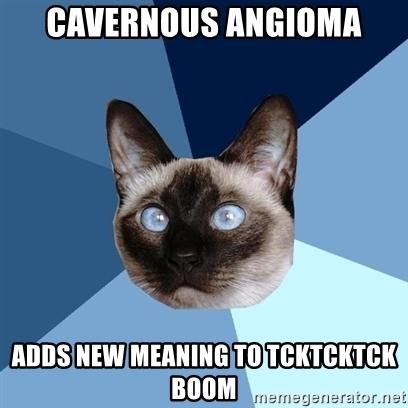 CAVERNOUS ANGIOMA
ADDS NEW MEANING TO TCKTCKTCK
BOOM
memegenerator.net